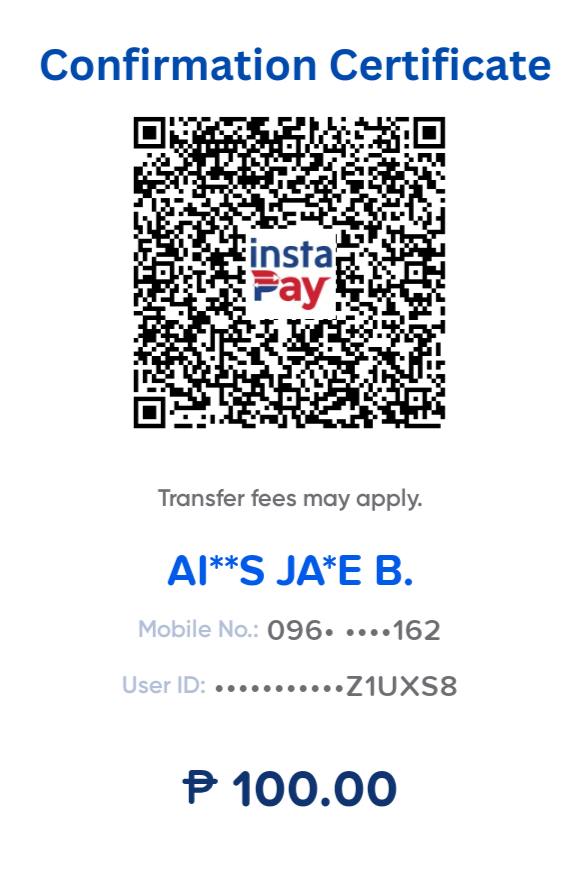 Confirmation Certificate
insta
Pay
Transfer fees may apply.
AI**S JA*E B.
Mobile No.: 096• ••••162
User ID: •••••••••••Z1UXS8
₱ 100.00